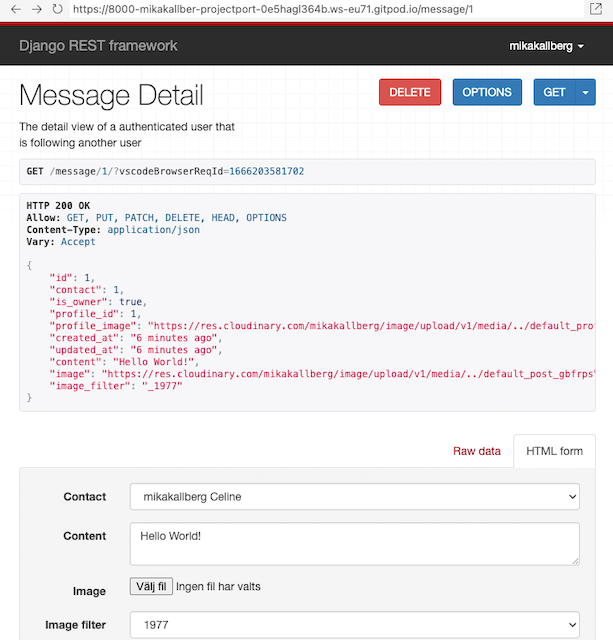 https://8000-mikakallber-projectport-0e5hagl364b.ws-eu71.gitpod.io/message/1
Django REST framework
mikakallberg
Message Detail
DELETE
OPTIONS
GET
The detail view of a authenticated user that
is following another user
GET /message/1/?vscodeBrowserReqId=1666203581702
HTTP 200 OK
Allow: GET, PUT, PATCH, DELETE, HEAD, OPTIONS
Content-Type: application/json
Vary: Accept
{
"id": 1,
"contact": 1,
"is_owner": true,
"profile_id": 1,
"profile_image": "https://res.cloudinary.com/mikakallberg/image/upload/v1/media/../default_pro
"created_at": "6 minutes ago",
"updated_at": "6 minutes ago",
"content": "Hello World!",
"image": "https://res.cloudinary.com/mikakallberg/image/upload/v1/media/../default_post_gbfrps"
"image_filter": "_1977"
}
Raw data
HTML form
Contact
mikakallberg Celine
Content
Hello World!
Image
Välj fil Ingen fil har valts
Image filter
1977